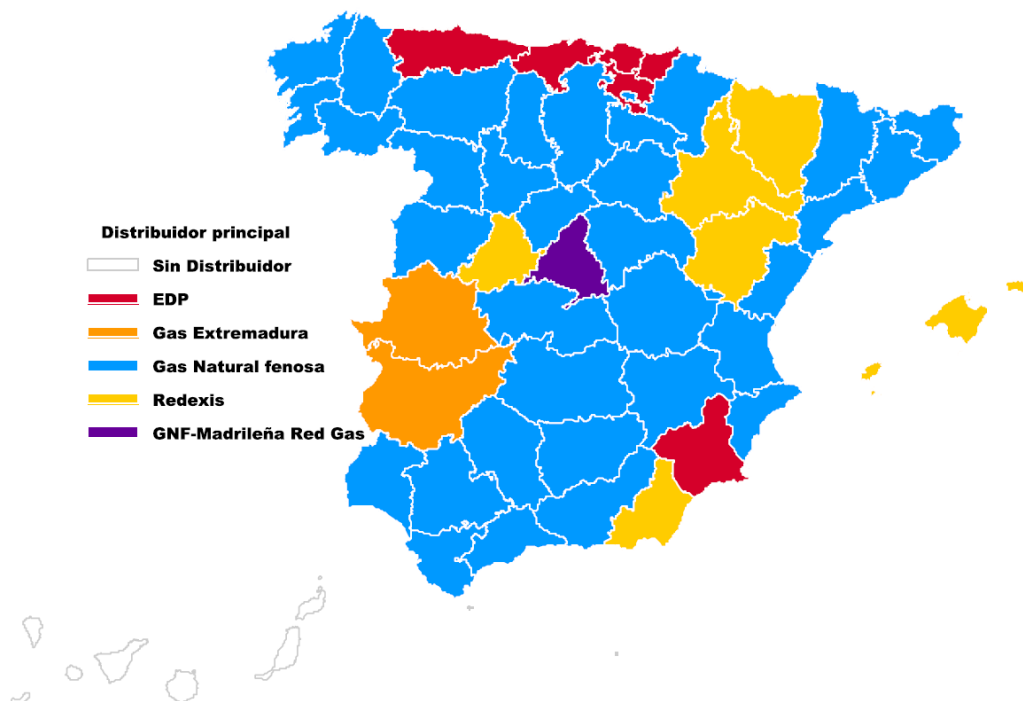 Distribuidor principal
Sin Distribuidor
EDP
Gas Extremadura
Gas Natural fenosa
Redexis
GNF-Madrileña Red Gas